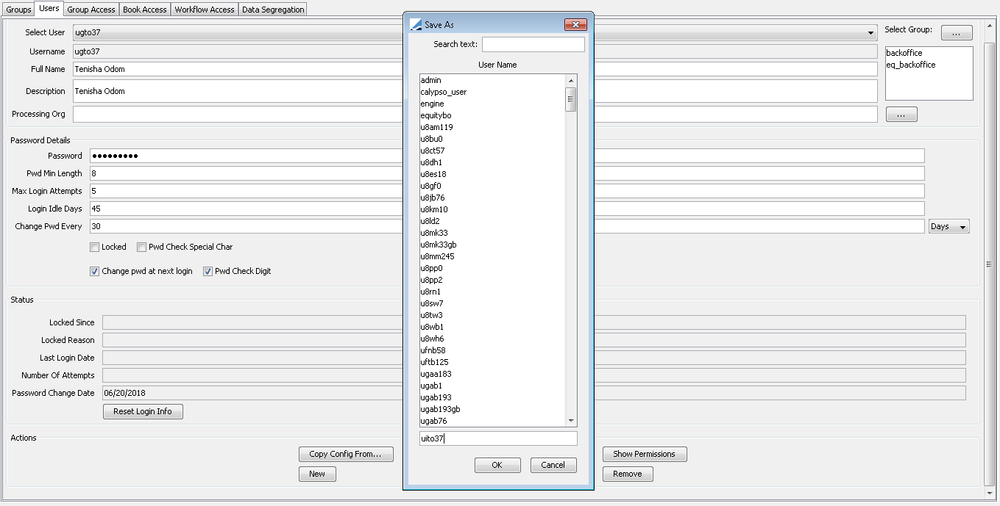 Groups Users Group Access Book Access Workflow Access Data Segregation
Select User ugto37
Username ugto37
Full Name Tenisha Odom
Description Tenisha Odom
Processing Org
Select Group: ...
backoffice
eq_backoffice
...
Password Details
Password ●●●●●●●●●
Pwd Min Length 8
Max Login Attempts 5
Login Idle Days 45
Change Pwd Every 30 Days
Locked Pwd Check Special Char
Change pwd at next login Pwd Check Digit
Status
Locked Since
Locked Reason
Last Login Date
Number Of Attempts
Password Change Date 06/20/2018
Reset Login Info
Actions
Copy Config From...
New
Show Permissions
Remove
Save As
Search text:
User Name
admin
calypso_user
engine
equitybo
u8am119
u8bu0
u8ct57
u8dh1
u8es18
u8gf0
u8jb76
u8km10
u8ld2
u8mk33
u8mk33gb
u8mm245
u8pp0
u8pp2
u8rn1
u8sw7
u8tw3
u8wb1
u8wh6
ufnb58
uftb125
ugaa183
ugab1
ugab193
ugab193gb
ugab76
uito37
OK Cancel